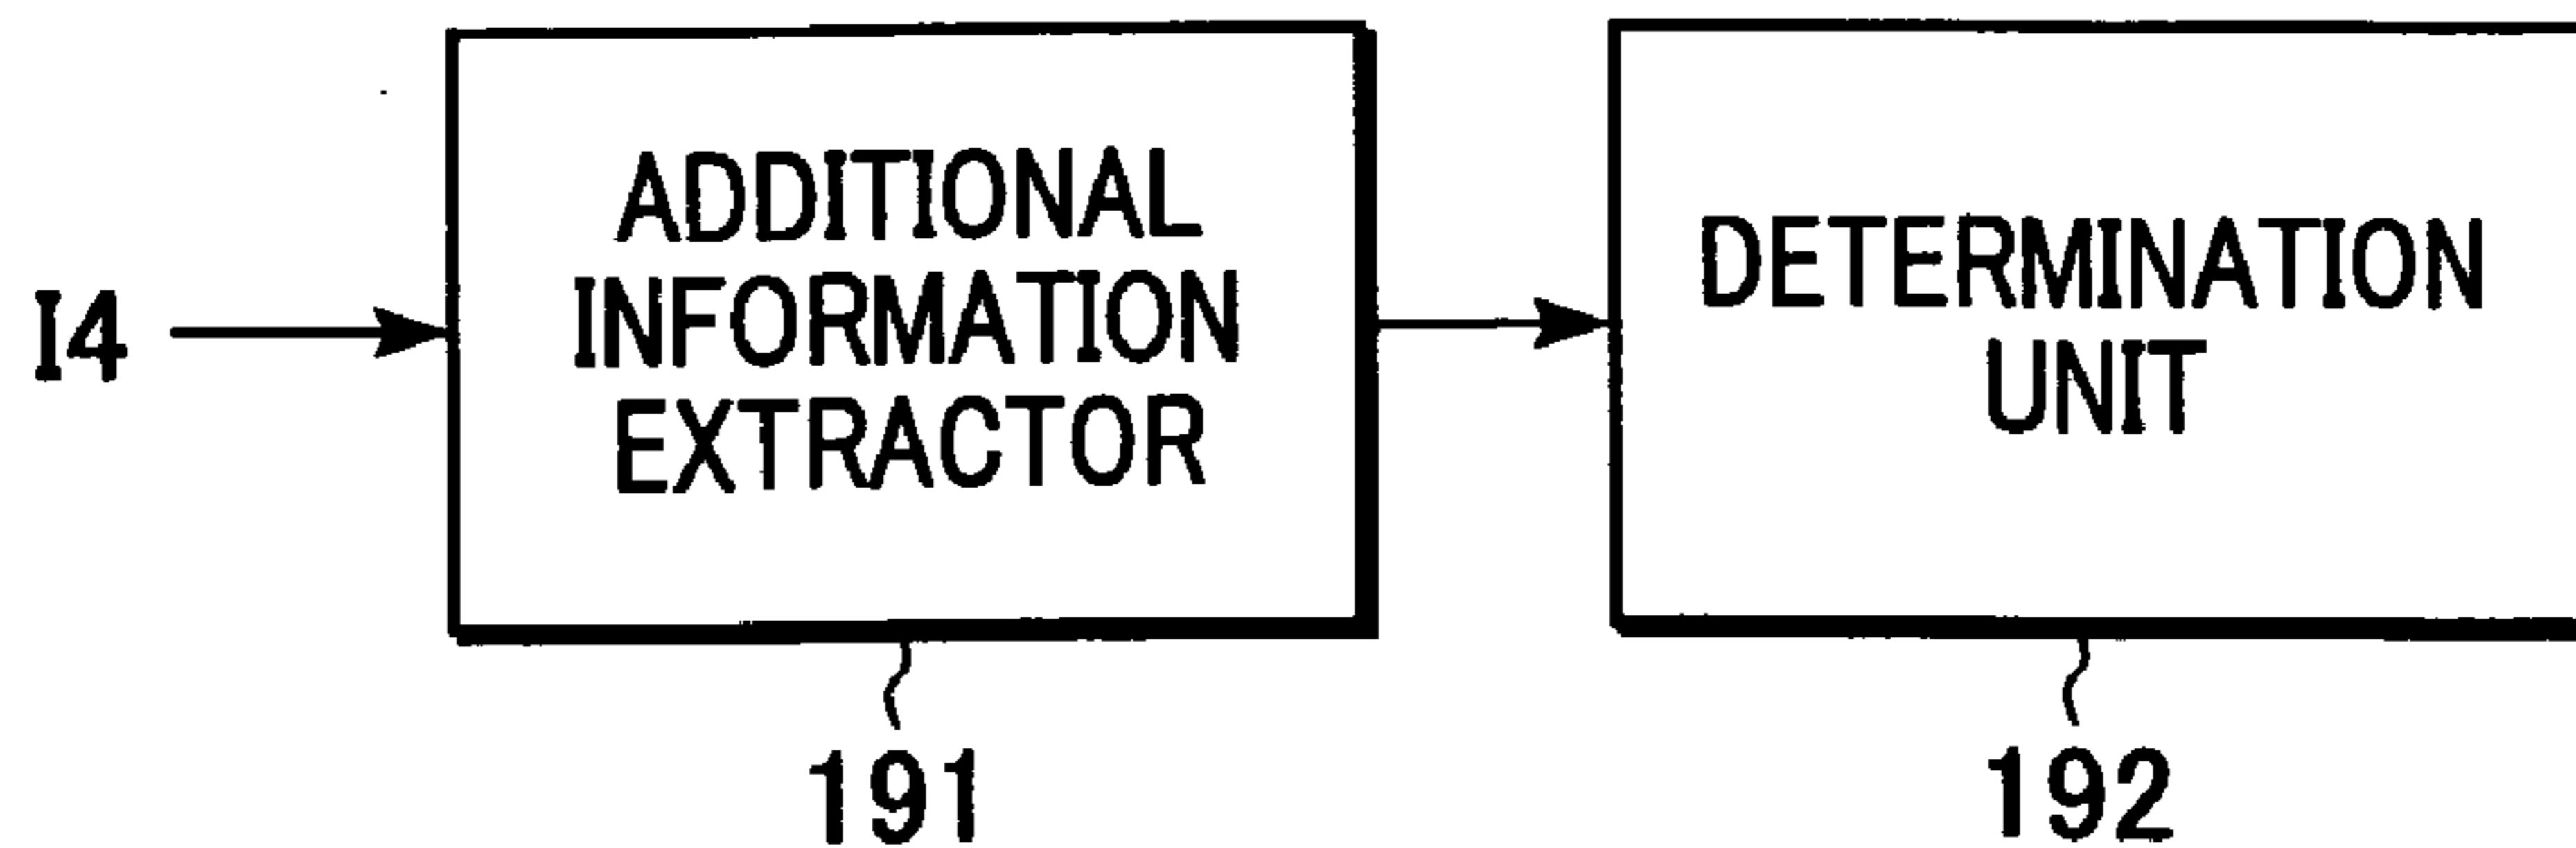 I4
ADDITIONAL
INFORMATION
EXTRACTOR
DETERMINATION
UNIT
191
192